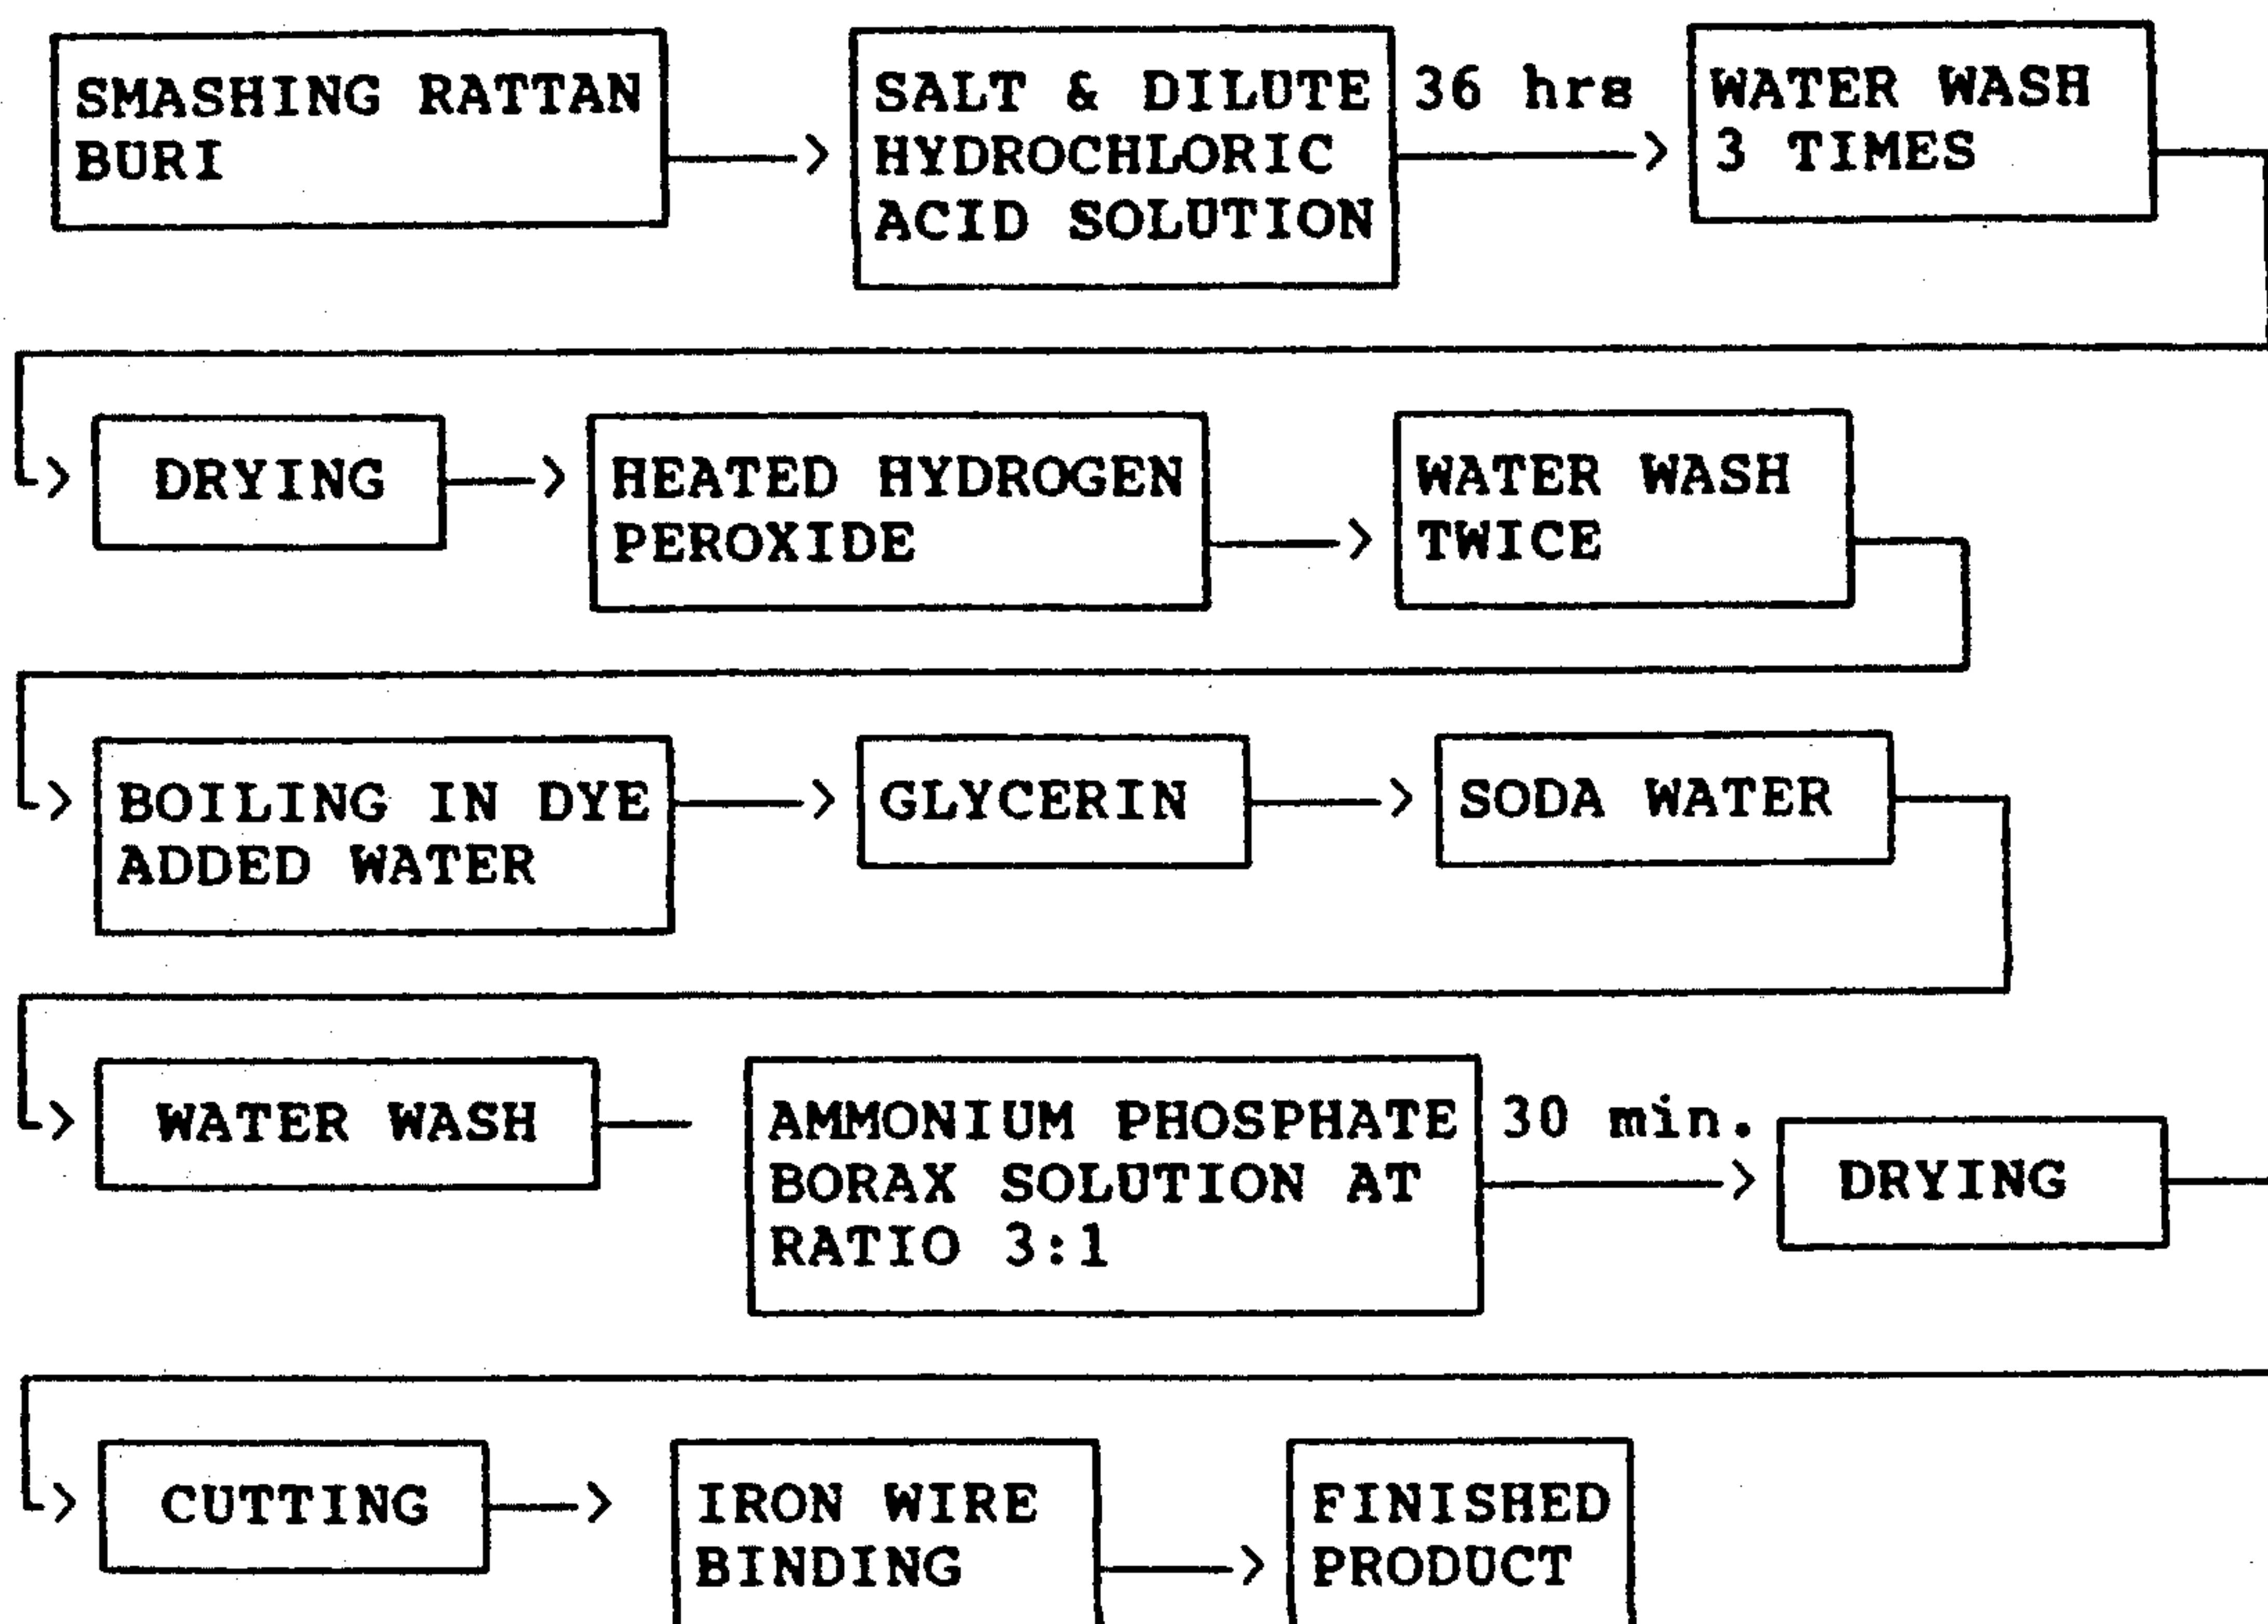 SMASHING RATTAN
BURI
SALT & DILUTE
HYDROCHLORIC
ACID SOLUTION
36 hrs
WATER WASH
3 TIMES
DRYING
HEATED HYDROGEN
PEROXIDE
WATER WASH
TWICE
BOILING IN DYE
ADDED WATER
GLYCERIN
SODA WATER
WATER WASH
AMMONIUM PHOSPHATE
BORAX SOLUTION AT
RATIO 3:1
30 min.
DRYING
CUTTING
IRON WIRE
BINDING
FINISHED
PRODUCT